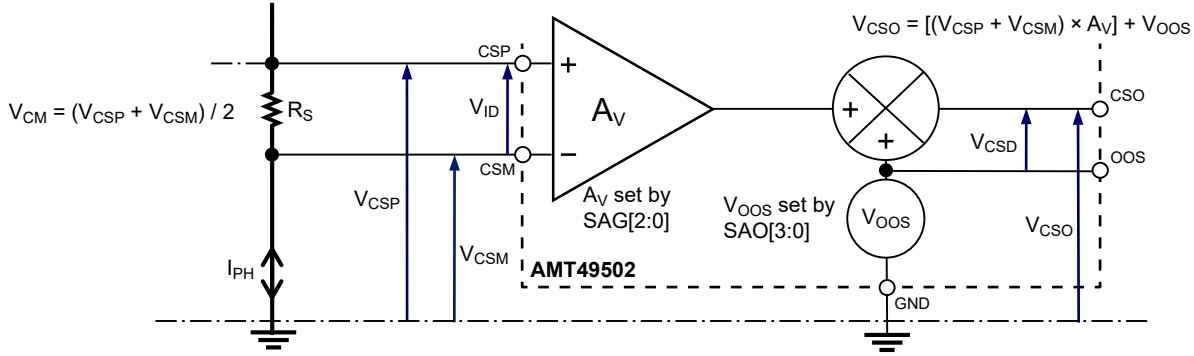 V_CSO = [(V_CSP + V_CSM) × A_V] + V_OOS
CSP
+
V_CM = (V_CSP + V_CSM) / 2
R_S
V_ID
A_V
+
+
CSO
V_CSD
OOS
CSM
−
V_CSP
A_V set by
SAG[2:0]
V_OOS set by
SAO[3:0]
V_OOS
V_CSO
V_CSM
I_PH
AMT49502
GND